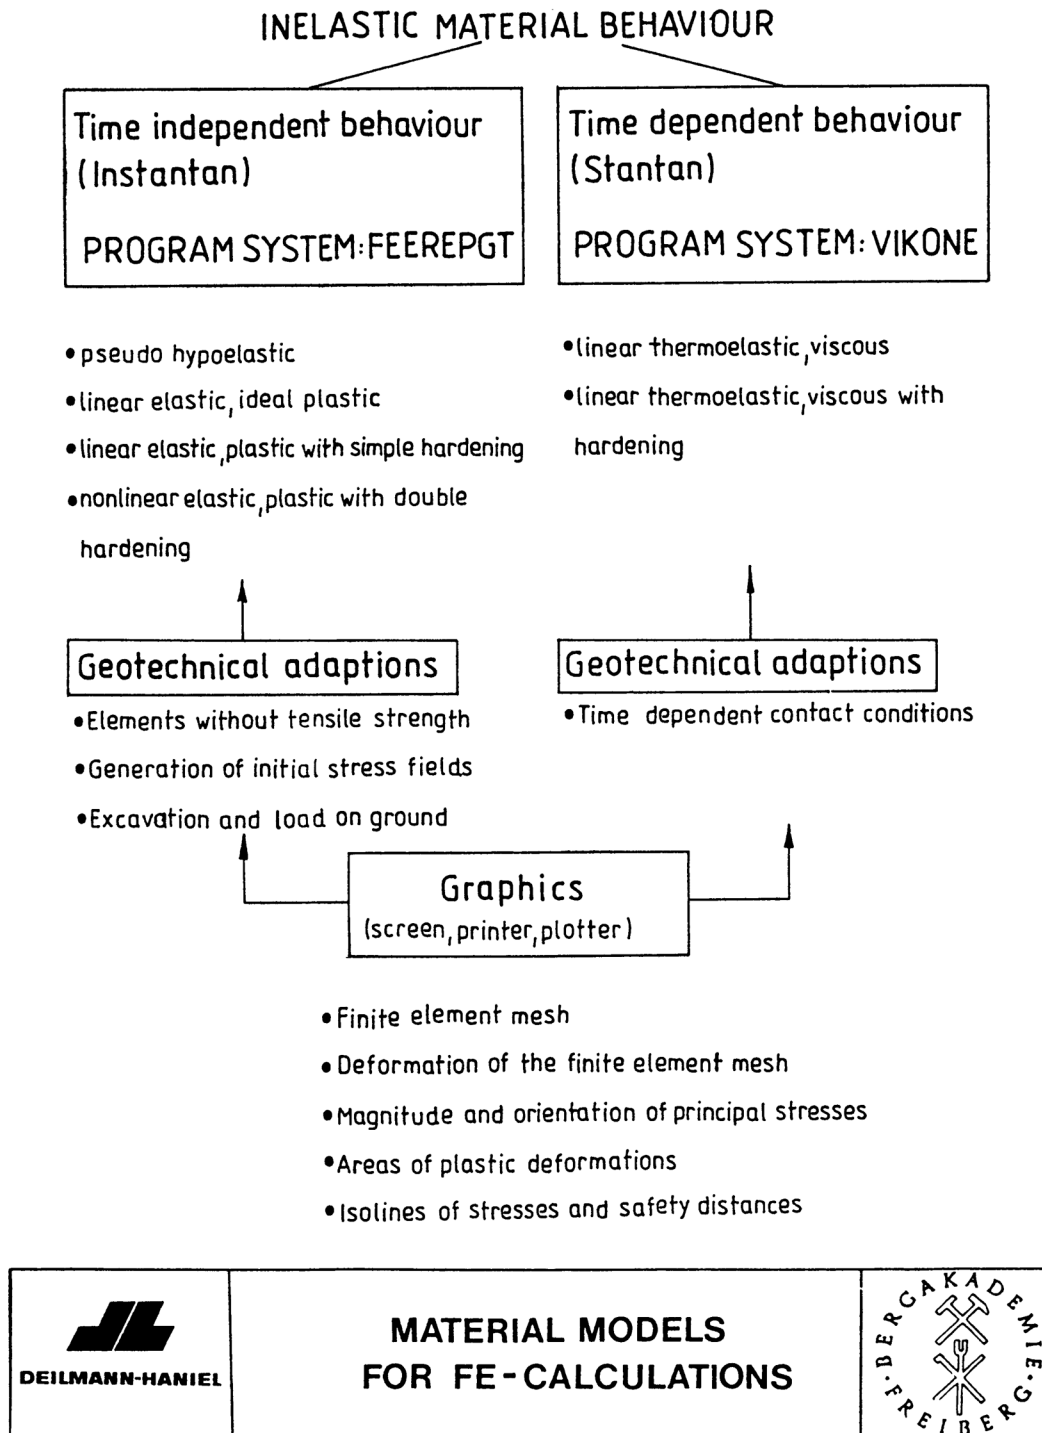 INELASTIC MATERIAL BEHAVIOUR
Time independent behaviour
(Instantan)
PROGRAM SYSTEM:FEEREPGT
Time dependent behaviour
(Stantan)
PROGRAM SYSTEM: VIKONE
• pseudo hypoelastic
• linear elastic, ideal plastic
• linear elastic, plastic with simple hardening
• nonlinear elastic, plastic with double
hardening
• linear thermoelastic, viscous
• linear thermoelastic, viscous with
hardening
Geotechnical adaptions
• Elements without tensile strength
• Generation of initial stress fields
• Excavation and load on ground
Geotechnical adaptions
• Time dependent contact conditions
Graphics
(screen, printer, plotter)
• Finite element mesh
• Deformation of the finite element mesh
• Magnitude and orientation of principal stresses
• Areas of plastic deformations
• Isolines of stresses and safety distances
DEILMANN-HANIEL
MATERIAL MODELS
FOR FE-CALCULATIONS
BERGAKADEMIE
· FREIBERG ·